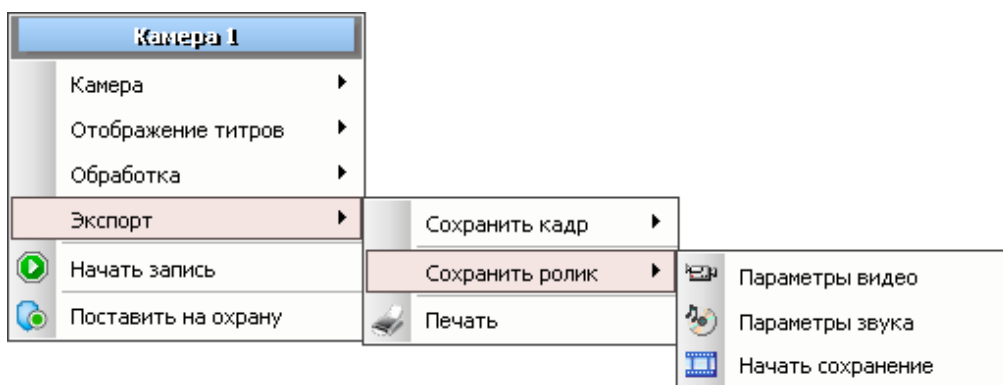 Камера 1
Камера
Отображение титров
Обработка
Экспорт
Начать запись
Поставить на охрану
Сохранить кадр
Сохранить ролик
Печать
Параметры видео
Параметры звука
Начать сохранение